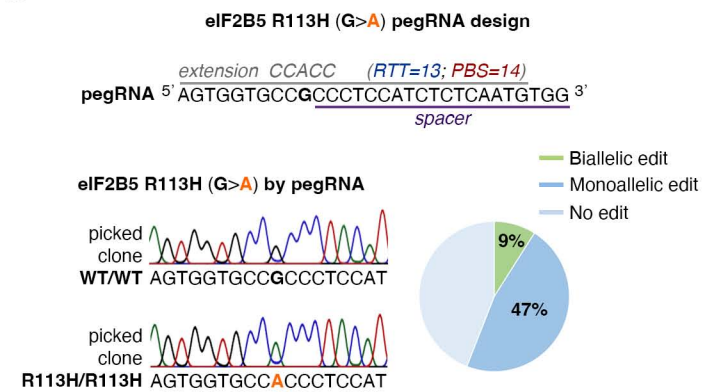 eIF2B5 R113H (G>A) pegRNA design
extension CCACC (RTT=13; PBS=14)
pegRNA 5' AGTGGTGCCGCCCTCCATCTCTCAATGTGG 3'
spacer
Biallelic edit
Monoallelic edit
No edit
eIF2B5 R113H (G>A) by pegRNA
picked
clone
WT/WT AGTGGTGCCGCCCTCCAT
9%
47%
picked
clone
R113H/R113H AGTGGTGCCACCCTCCAT